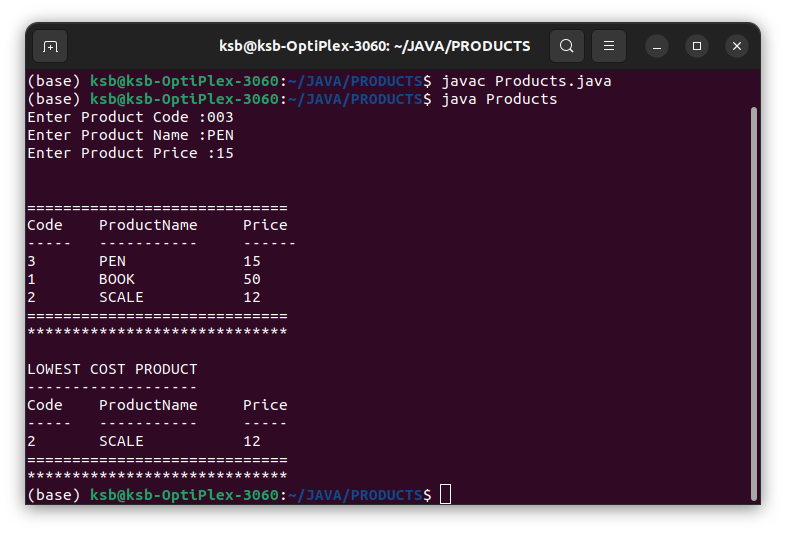 ksb@ksb-OptiPlex-3060: ~/JAVA/PRODUCTS
(base) ksb@ksb-OptiPlex-3060:~/JAVA/PRODUCTS$ javac Products.java
(base) ksb@ksb-OptiPlex-3060:~/JAVA/PRODUCTS$ java Products
Enter Product Code :003
Enter Product Name :PEN
Enter Product Price :15
=============================
Code    ProductName     Price
-----   -----------     ------
3       PEN             15
1       BOOK            50
2       SCALE           12
=============================
*****************************
LOWEST COST PRODUCT
-------------------
Code    ProductName     Price
-----   -----------     -----
2       SCALE           12
=============================
*****************************
(base) ksb@ksb-OptiPlex-3060:~/JAVA/PRODUCTS$